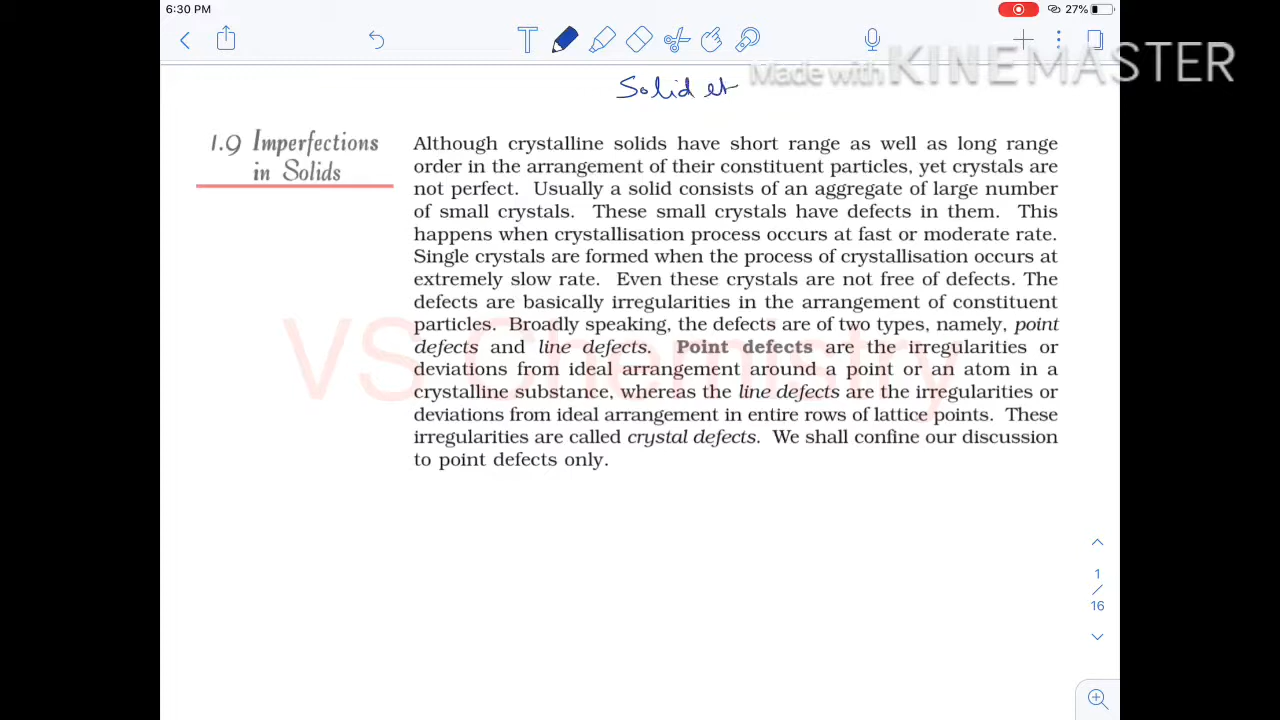 6:30 PM
27%
Made with KINEMASTER
Solid st
1.9 Imperfections
in Solids
Although crystalline solids have short range as well as long range
order in the arrangement of their constituent particles, yet crystals are
not perfect. Usually a solid consists of an aggregate of large number
of small crystals. These small crystals have defects in them. This
happens when crystallisation process occurs at fast or moderate rate.
Single crystals are formed when the process of crystallisation occurs at
extremely slow rate. Even these crystals are not free of defects. The
defects are basically irregularities in the arrangement of constituent
particles. Broadly speaking, the defects are of two types, namely, point
defects and line defects. Point defects are the irregularities or
deviations from ideal arrangement around a point or an atom in a
crystalline substance, whereas the line defects are the irregularities or
deviations from ideal arrangement in entire rows of lattice points. These
irregularities are called crystal defects. We shall confine our discussion
to point defects only.
VS Chemistry
1
/
16